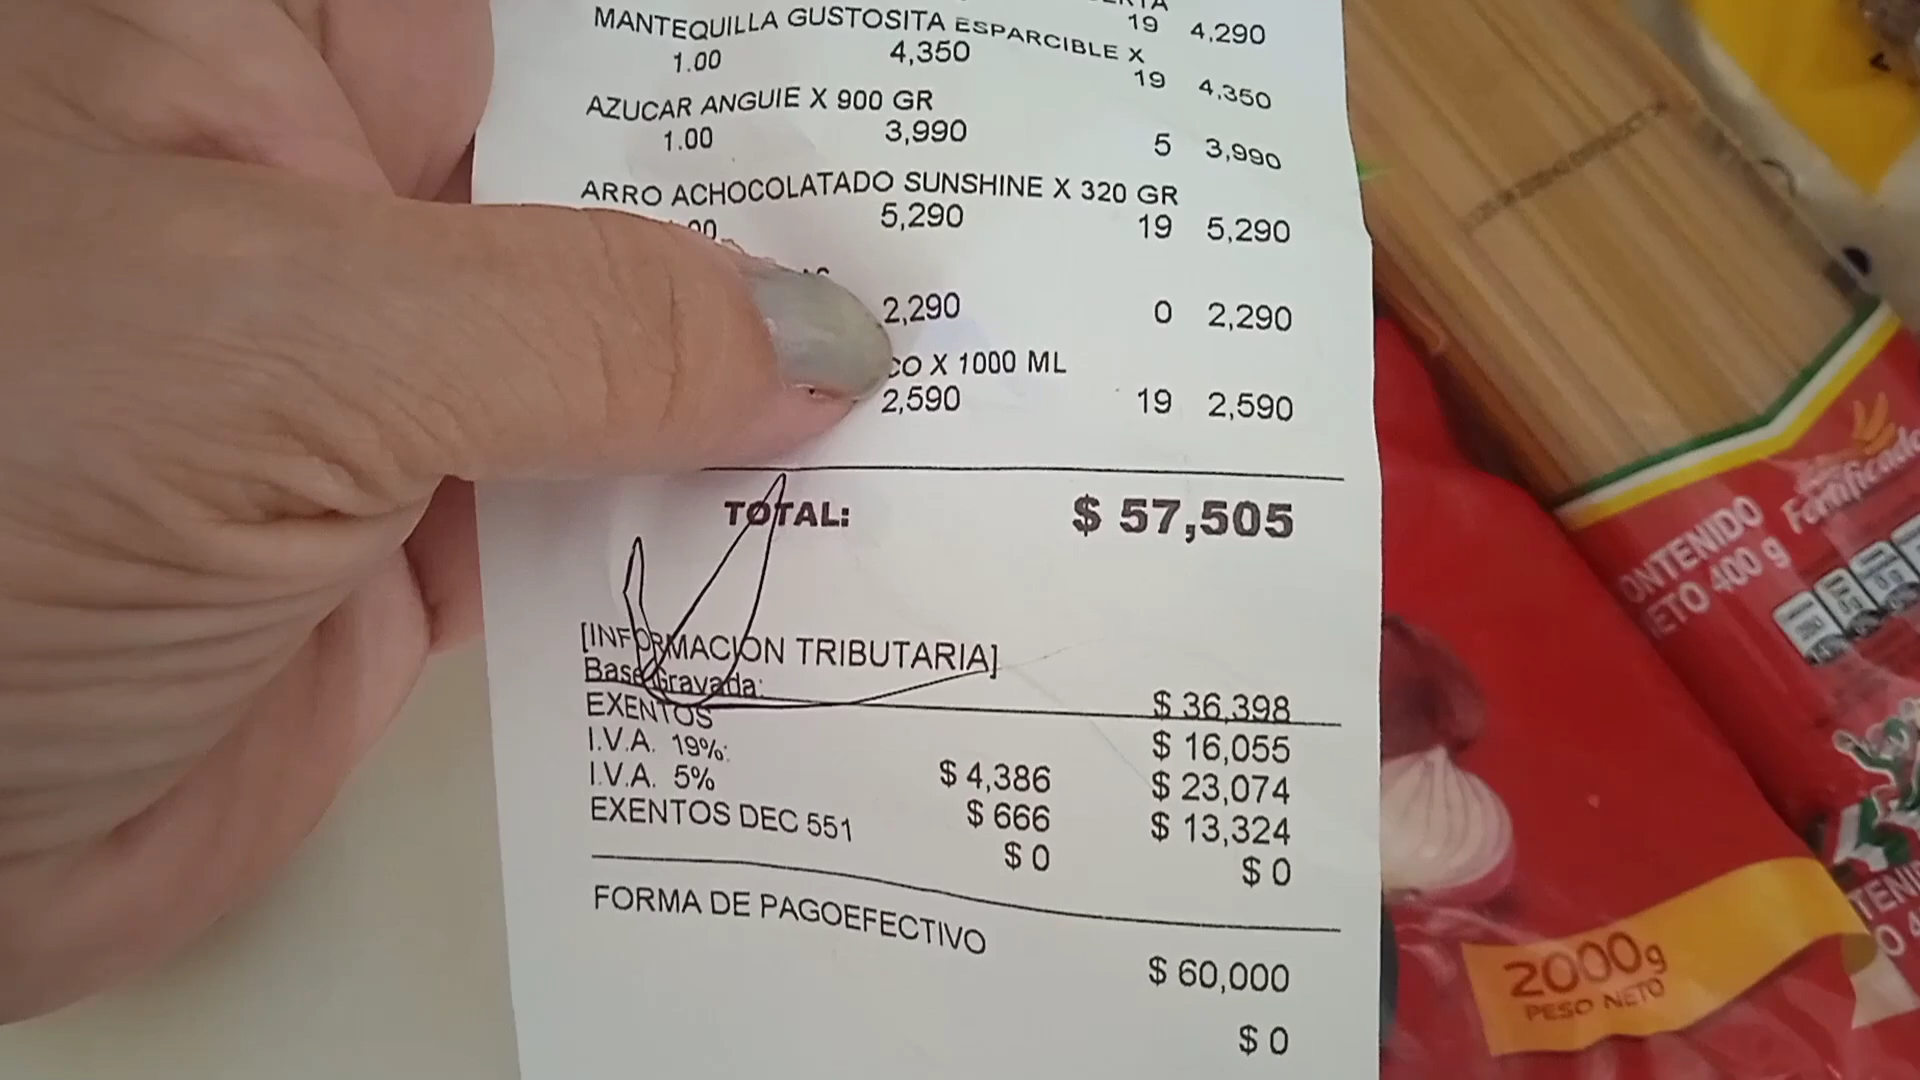 19 4,290
MANTEQUILLA GUSTOSITA ESPARCIBLE X
1.00 4,350 19 4,350
AZUCAR ANGUIE X 900 GR
1.00 3,990 5 3,990
ARRO ACHOCOLATADO SUNSHINE X 320 GR
5,290 19 5,290
2,290 0 2,290
CO X 1000 ML
2,590 19 2,590
TOTAL: $ 57,505
[INFORMACION TRIBUTARIA]
Base Gravada: $ 36,398
EXENTOS $ 16,055
I.V.A. 19%: $ 4,386 $ 23,074
I.V.A. 5% $ 666 $ 13,324
EXENTOS DEC 551 $ 0 $ 0
FORMA DE PAGOEFECTIVO
$ 60,000
$ 0
ONTENIDO
ETO 400 g
Fortificado
2000g
PESO NETO